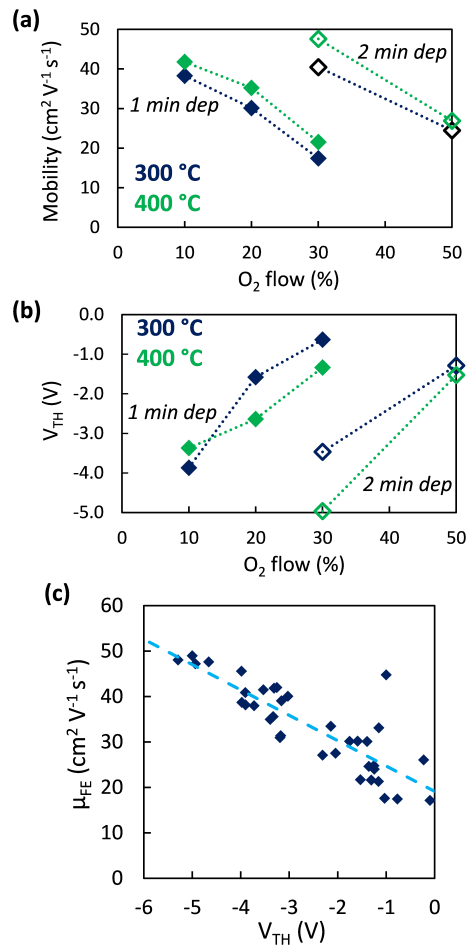 (a)
Mobility (cm² V⁻¹ s⁻¹)
50
40
30
20
10
0
1 min dep
2 min dep
300 °C
400 °C
0 10 20 30 40 50
O₂ flow (%)
(b)
V_TH (V)
0.0
-1.0
-2.0
-3.0
-4.0
-5.0
300 °C
400 °C
1 min dep
2 min dep
0 10 20 30 40 50
O₂ flow (%)
(c)
μ_FE (cm² V⁻¹ s⁻¹)
60
50
40
30
20
10
0
-6 -5 -4 -3 -2 -1 0
V_TH (V)